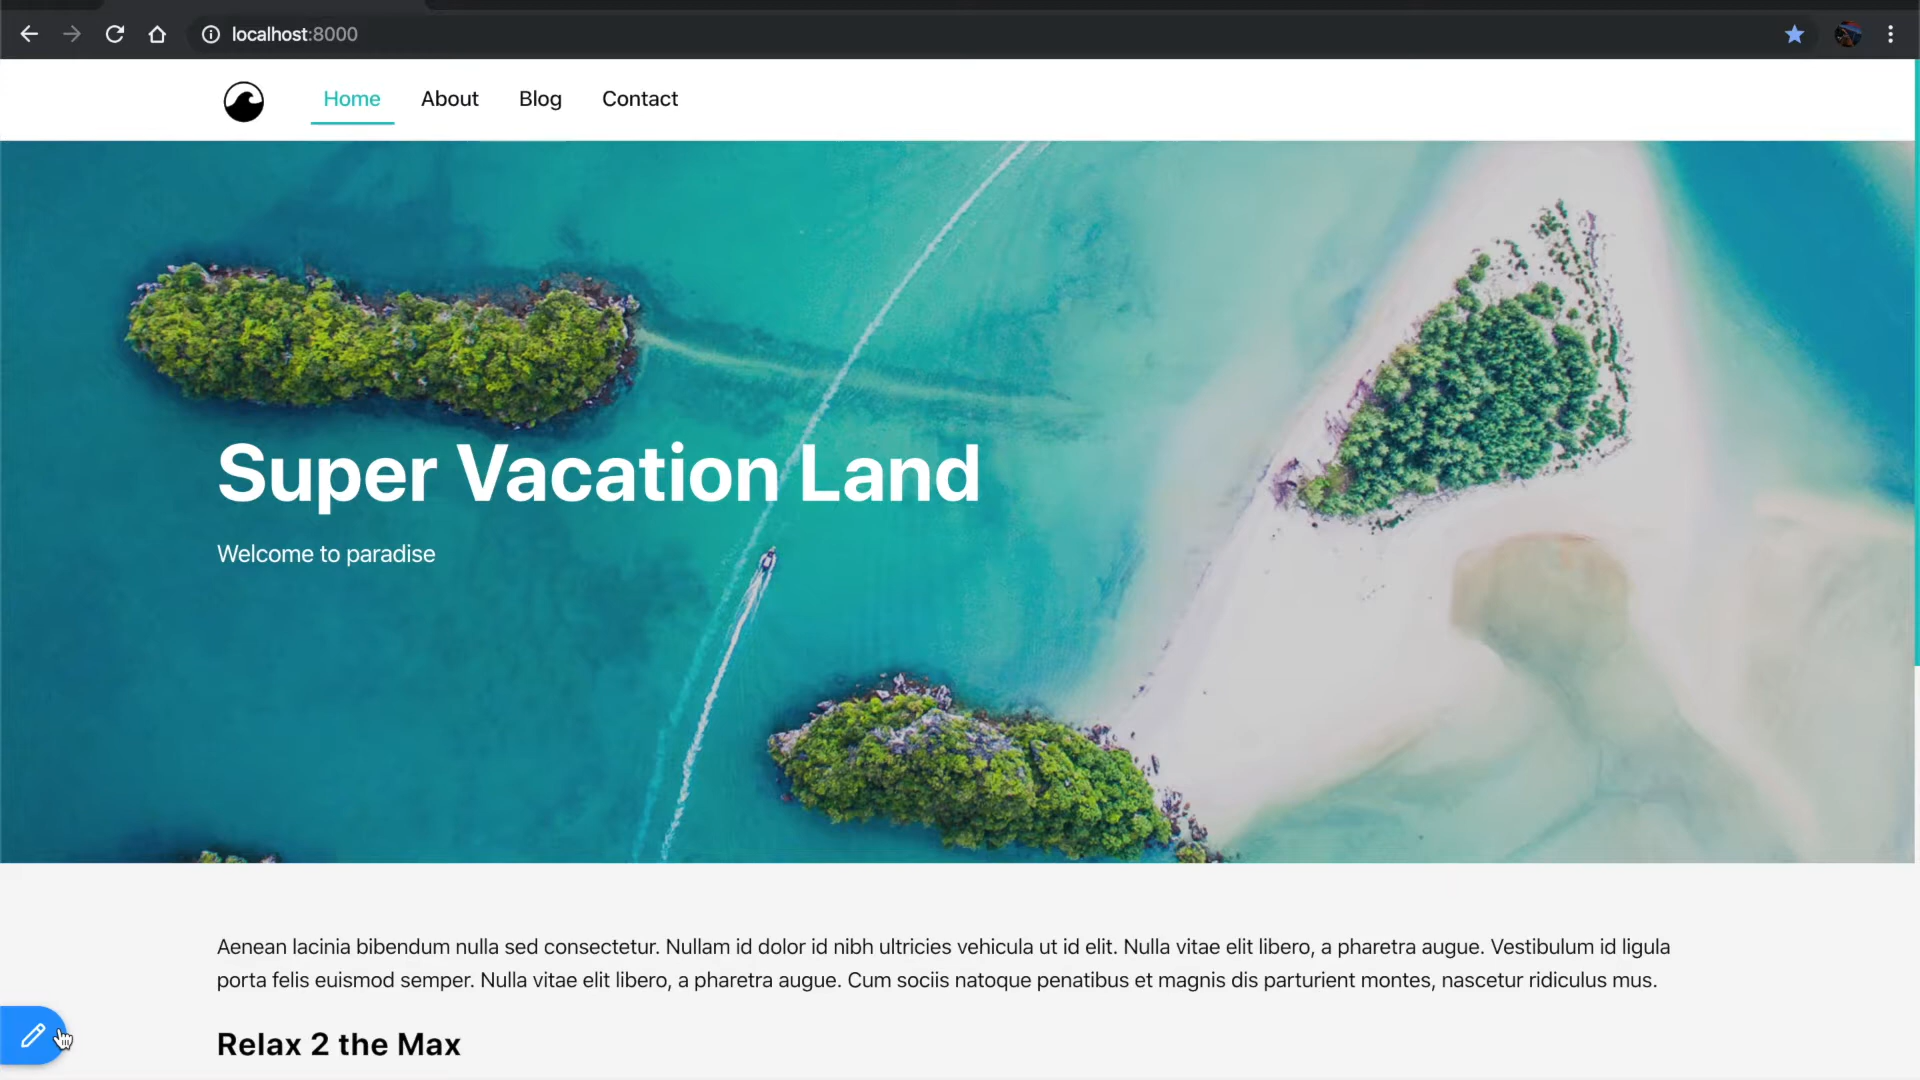 localhost:8000
Home About Blog Contact
Super Vacation Land
Welcome to paradise
Aenean lacinia bibendum nulla sed consectetur. Nullam id dolor id nibh ultricies vehicula ut id elit. Nulla vitae elit libero, a pharetra augue. Vestibulum id ligula
porta felis euismod semper. Nulla vitae elit libero, a pharetra augue. Cum sociis natoque penatibus et magnis dis parturient montes, nascetur ridiculus mus.
Relax 2 the Max